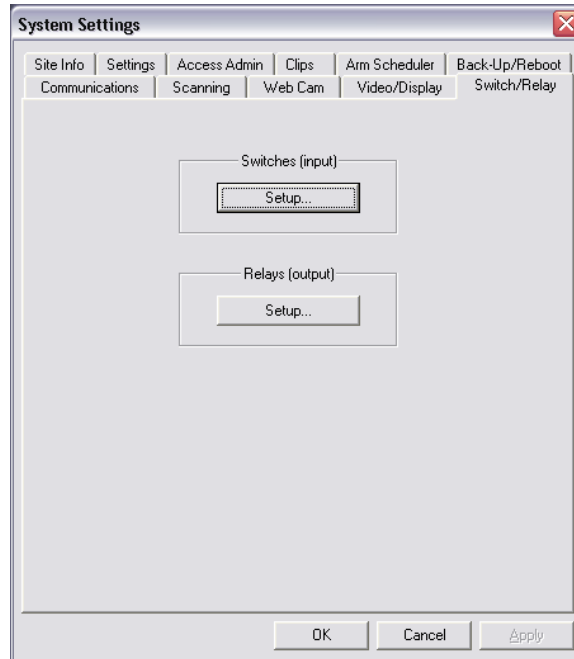 System Settings
Site Info Settings Access Admin Clips Arm Scheduler Back-Up/Reboot
Communications Scanning Web Cam Video/Display Switch/Relay
Switches (input)
Setup...
Relays (output)
Setup...
OK Cancel Apply